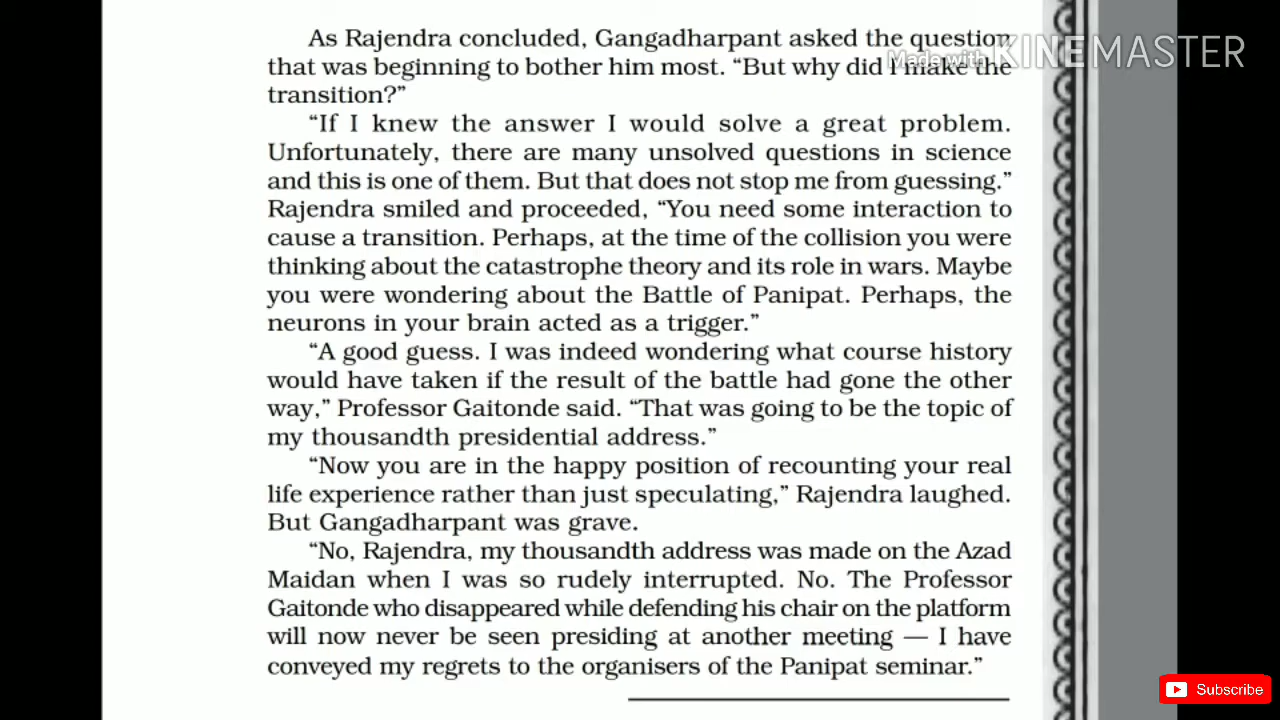 As Rajendra concluded, Gangadharpant asked the question
Made with KINEMASTER
that was beginning to bother him most. “But why did I make the
transition?”
“If I knew the answer I would solve a great problem.
Unfortunately, there are many unsolved questions in science
and this is one of them. But that does not stop me from guessing.”
Rajendra smiled and proceeded, “You need some interaction to
cause a transition. Perhaps, at the time of the collision you were
thinking about the catastrophe theory and its role in wars. Maybe
you were wondering about the Battle of Panipat. Perhaps, the
neurons in your brain acted as a trigger.”
“A good guess. I was indeed wondering what course history
would have taken if the result of the battle had gone the other
way,” Professor Gaitonde said. “That was going to be the topic of
my thousandth presidential address.”
“Now you are in the happy position of recounting your real
life experience rather than just speculating,” Rajendra laughed.
But Gangadharpant was grave.
“No, Rajendra, my thousandth address was made on the Azad
Maidan when I was so rudely interrupted. No. The Professor
Gaitonde who disappeared while defending his chair on the platform
will now never be seen presiding at another meeting — I have
conveyed my regrets to the organisers of the Panipat seminar.”
Subscribe